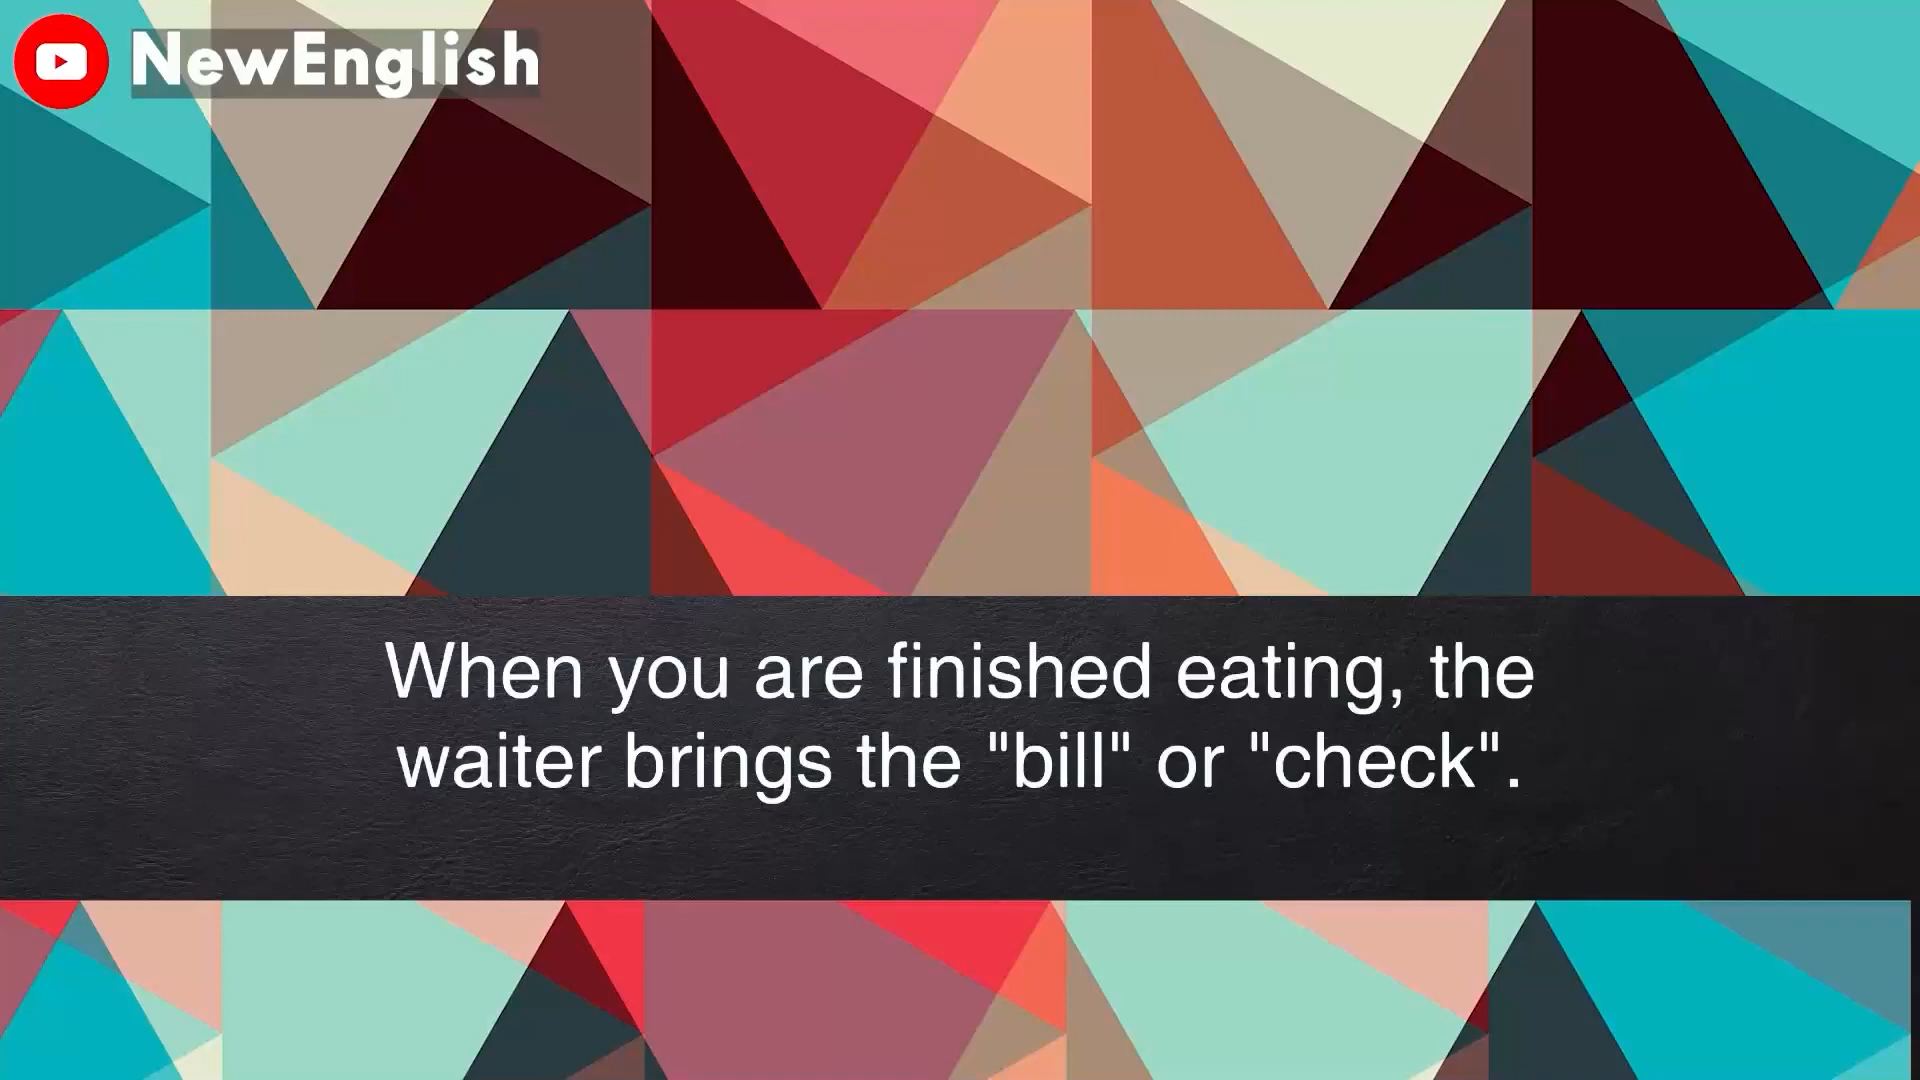 NewEnglish
When you are finished eating, the
waiter brings the "bill" or "check".